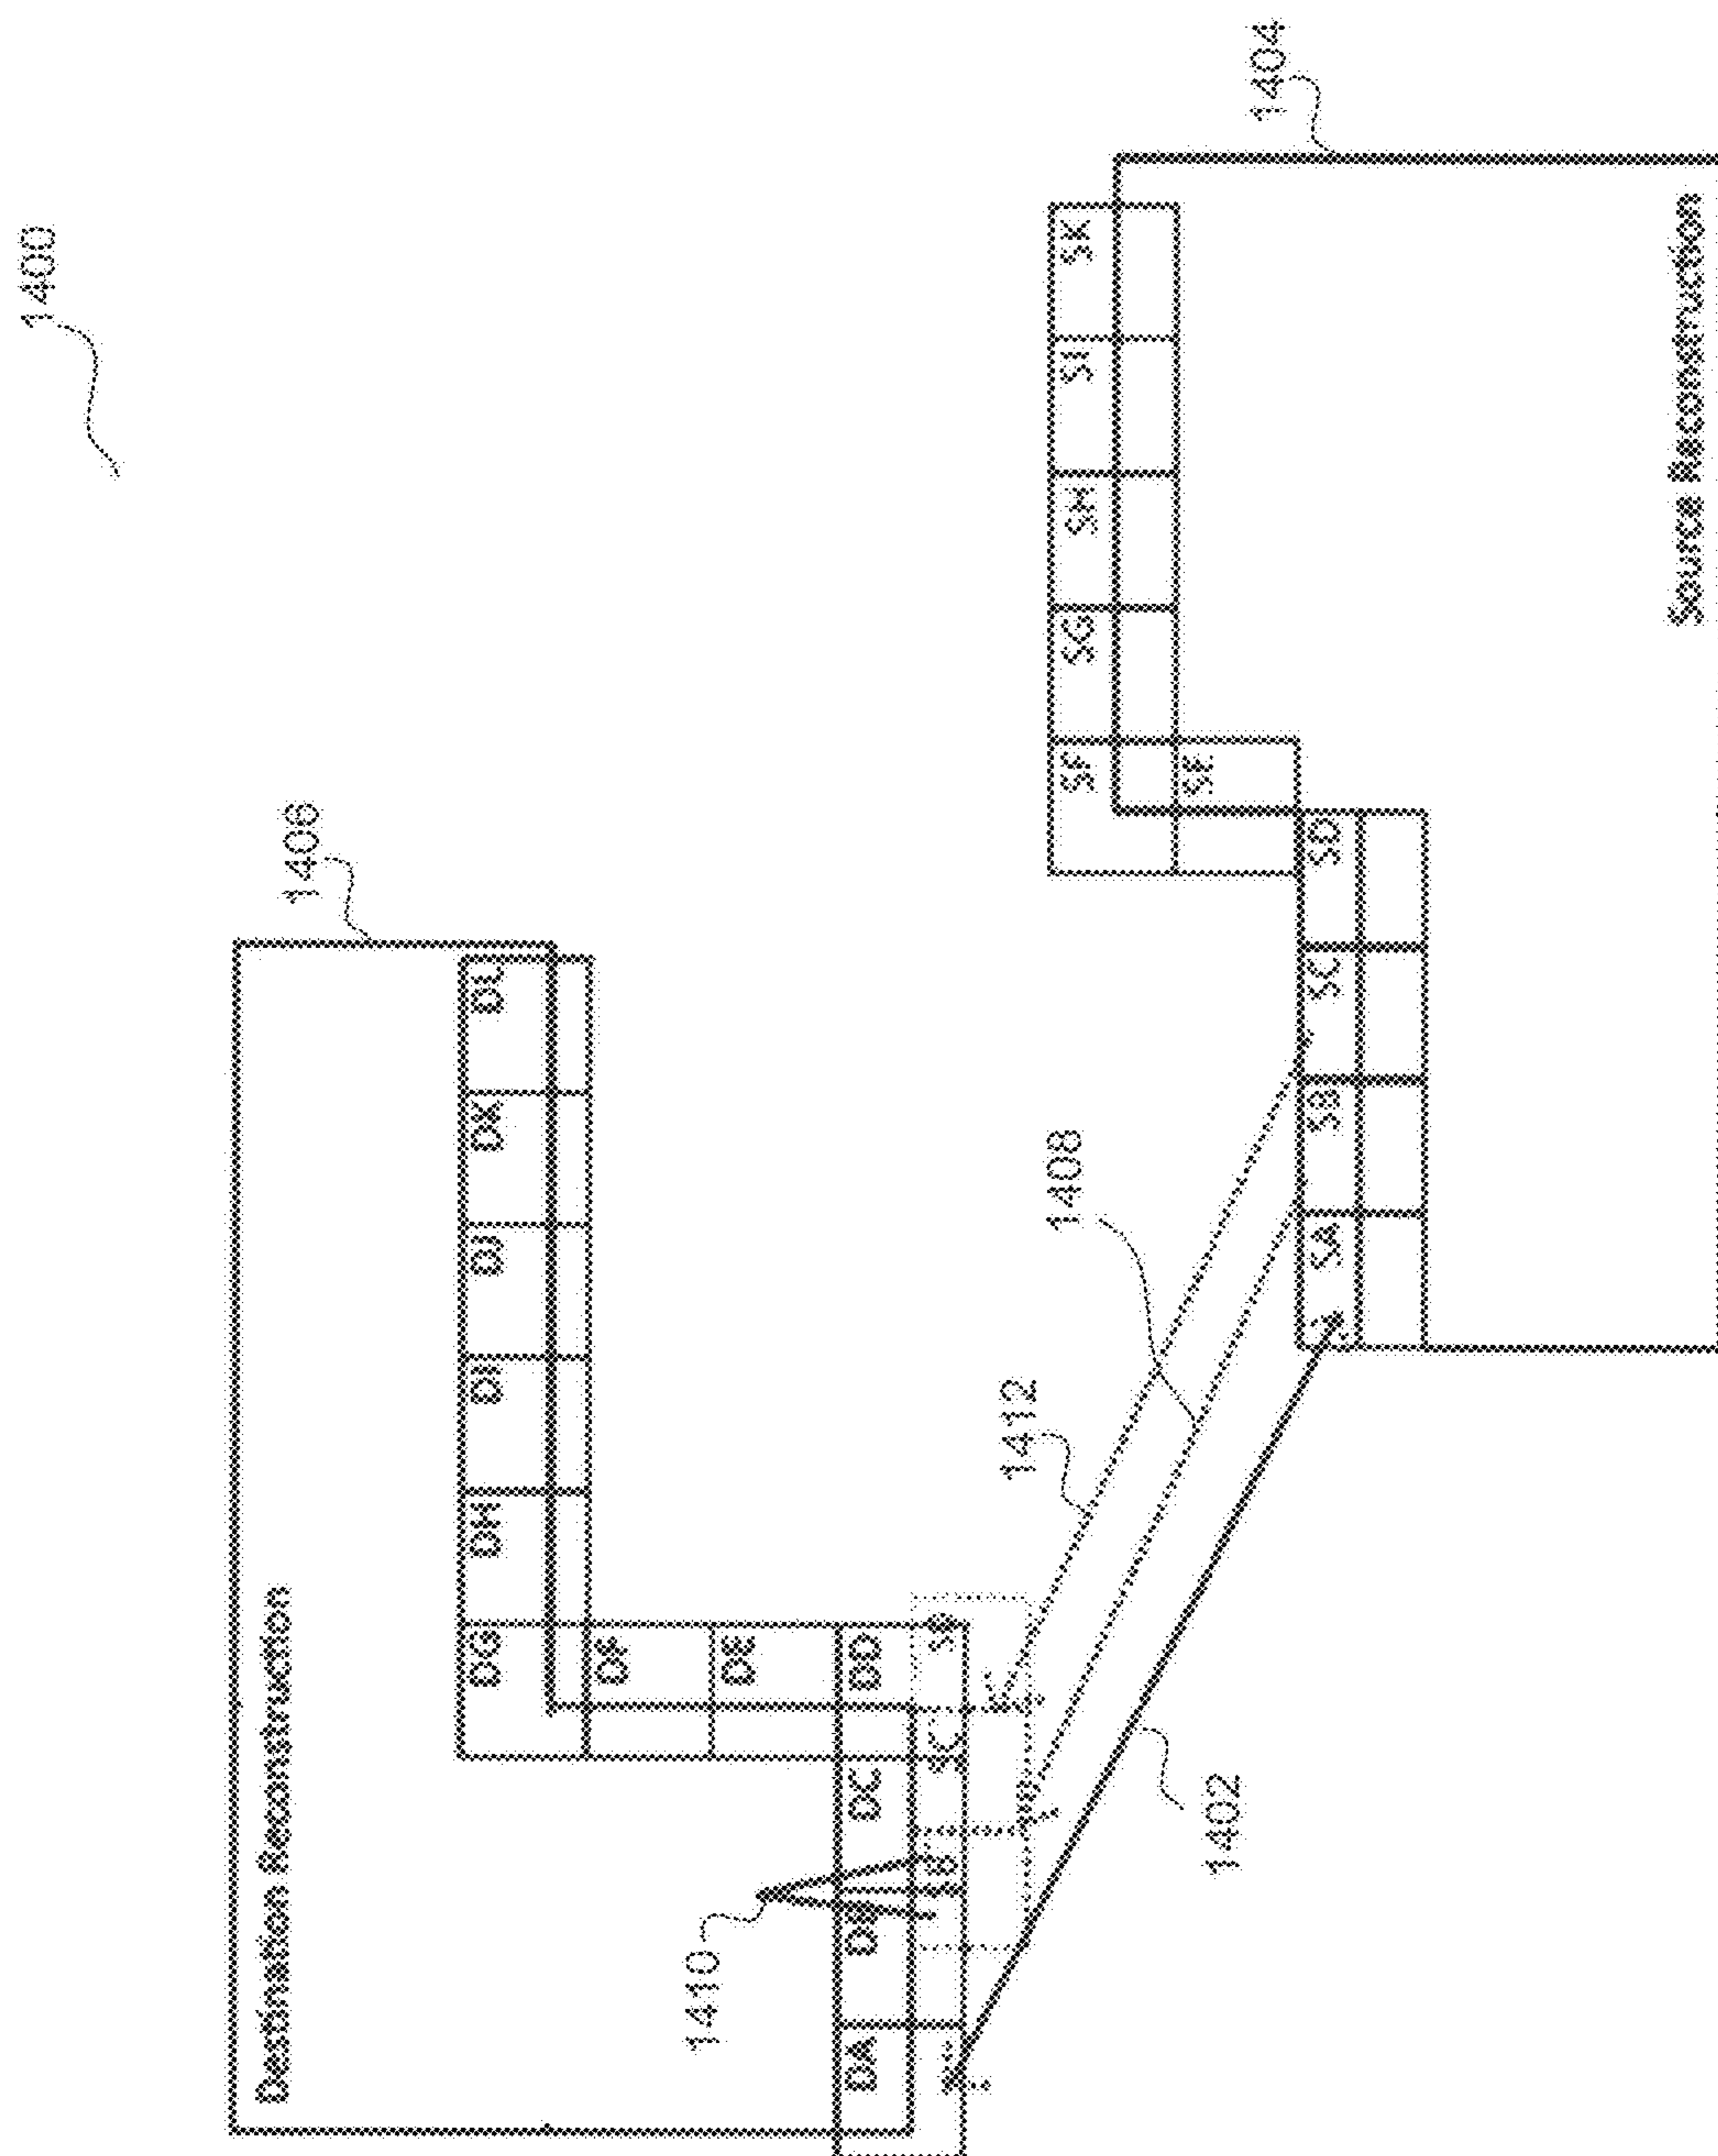 1400
Destination Reconstruction
1406
DG
DH
DI
DJ
DK
DL
DF
DE
DA
DB
DC
DD
SC
1410
1402
1412
1408
SF
SG
SH
SI
SK
SE
SA
SB
SC
SD
1404
Source Reconstruction